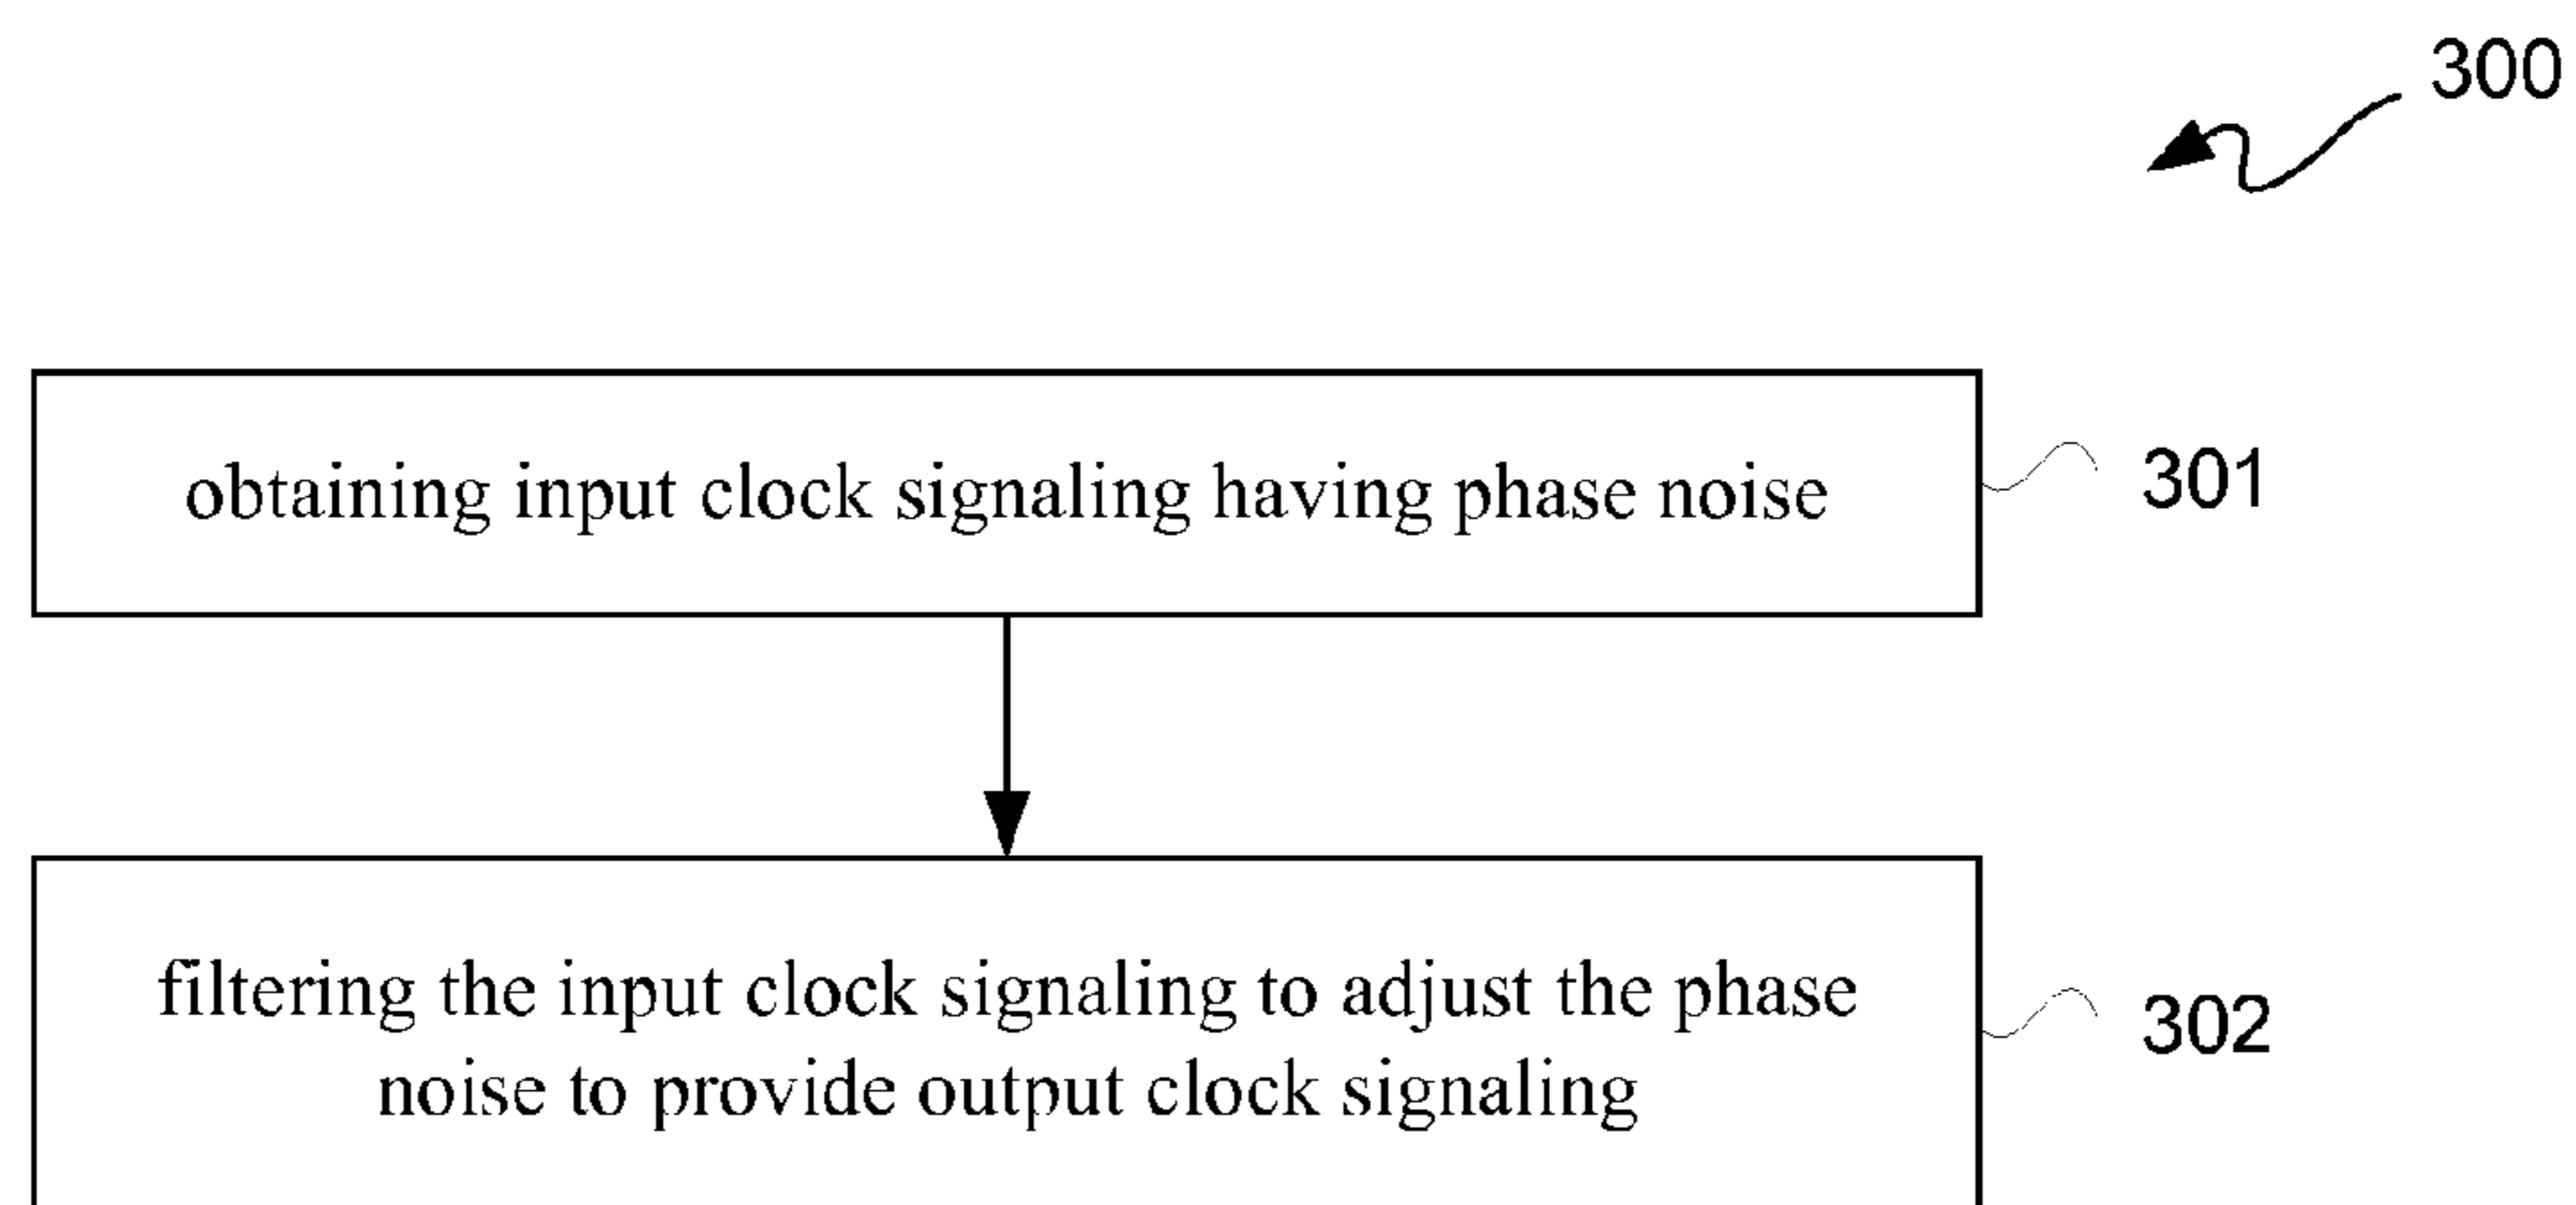 300
obtaining input clock signaling having phase noise
301
filtering the input clock signaling to adjust the phase
noise to provide output clock signaling
302